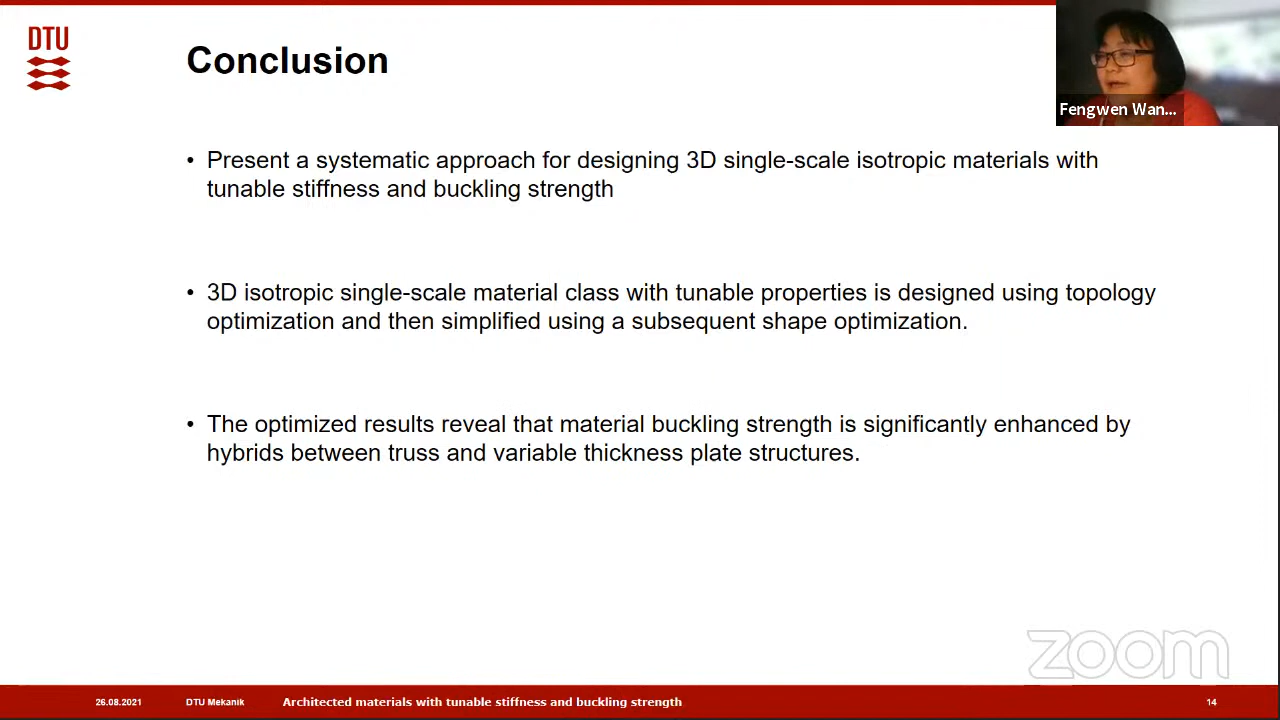 DTU
Conclusion
Fengwen Wan...
• Present a systematic approach for designing 3D single-scale isotropic materials with
tunable stiffness and buckling strength
• 3D isotropic single-scale material class with tunable properties is designed using topology
optimization and then simplified using a subsequent shape optimization.
• The optimized results reveal that material buckling strength is significantly enhanced by
hybrids between truss and variable thickness plate structures.
zoom
26.08.2021 DTU Mekanik Architected materials with tunable stiffness and buckling strength 14